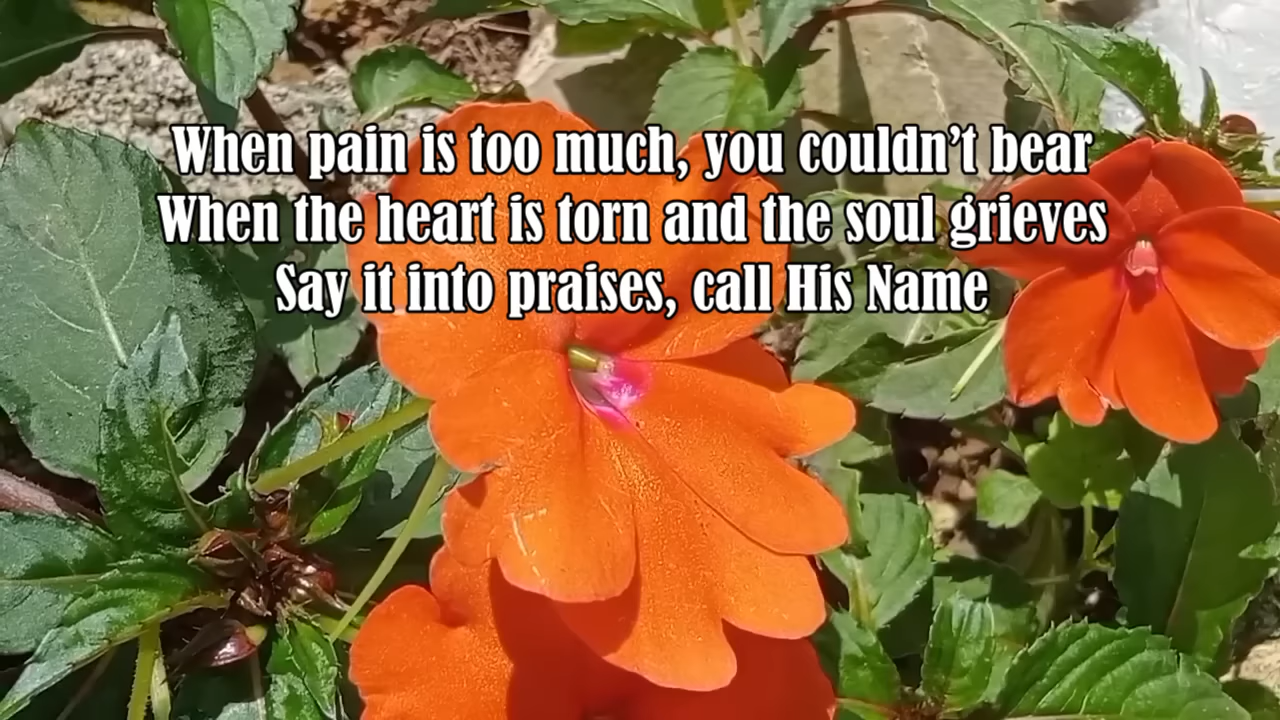 When pain is too much, you couldn’t bear
When the heart is torn and the soul grieves
Say it into praises, call His Name